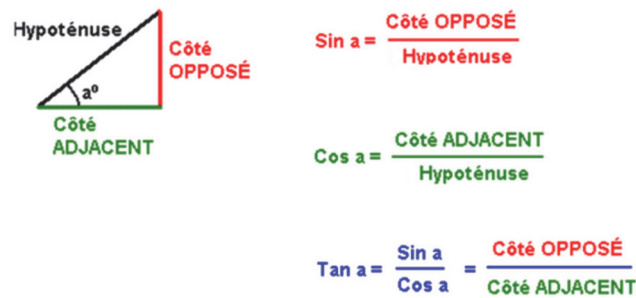 Hypoténuse
Côté
OPPOSÉ
aº
Côté
ADJACENT
Sin a = Côté OPPOSÉ
Hypoténuse
Cos a = Côté ADJACENT
Hypoténuse
Tan a = Sin a = Côté OPPOSÉ
Cos a Côté ADJACENT